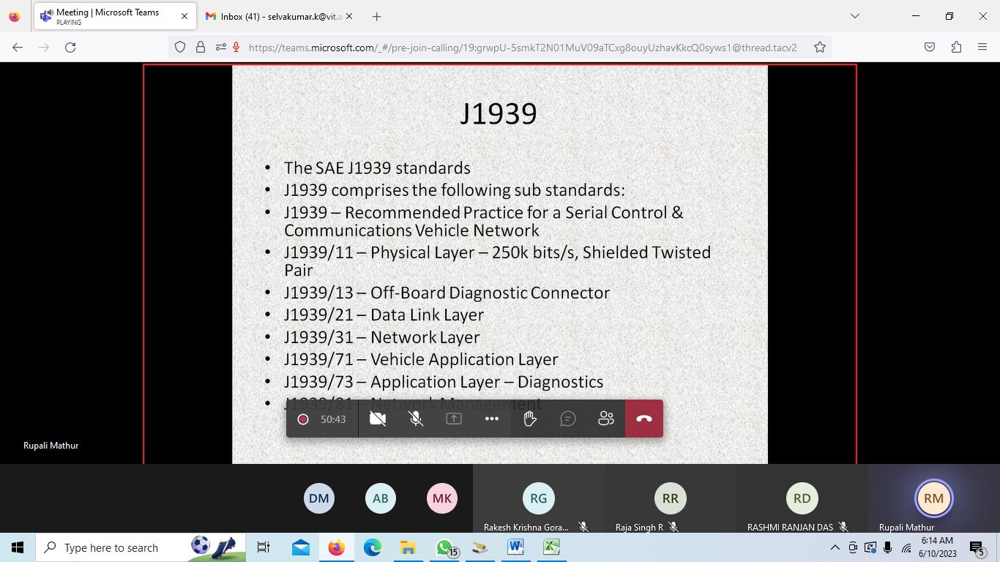 Meeting | Microsoft Teams
PLAYING
Inbox (41) - selvakumar.k@vit.a
https://teams.microsoft.com/_#/pre-join-calling/19:grwpU-5smkT2N01MuV09aTCxg8ouyUzhavKkcQ0syws1@thread.tacv2
J1939
• The SAE J1939 standards
• J1939 comprises the following sub standards:
• J1939 – Recommended Practice for a Serial Control &
Communications Vehicle Network
• J1939/11 – Physical Layer – 250k bits/s, Shielded Twisted
Pair
• J1939/13 – Off-Board Diagnostic Connector
• J1939/21 – Data Link Layer
• J1939/31 – Network Layer
• J1939/71 – Vehicle Application Layer
• J1939/73 – Application Layer – Diagnostics
• J1939/81 – Network Management
50:43
Rupali Mathur
DM
AB
MK
RG
RR
RD
RM
Rakesh Krishna Gora...
Raja Singh R
RASHMI RANJAN DAS
Rupali Mathur
Type here to search
15
6:14 AM
6/10/2023
5